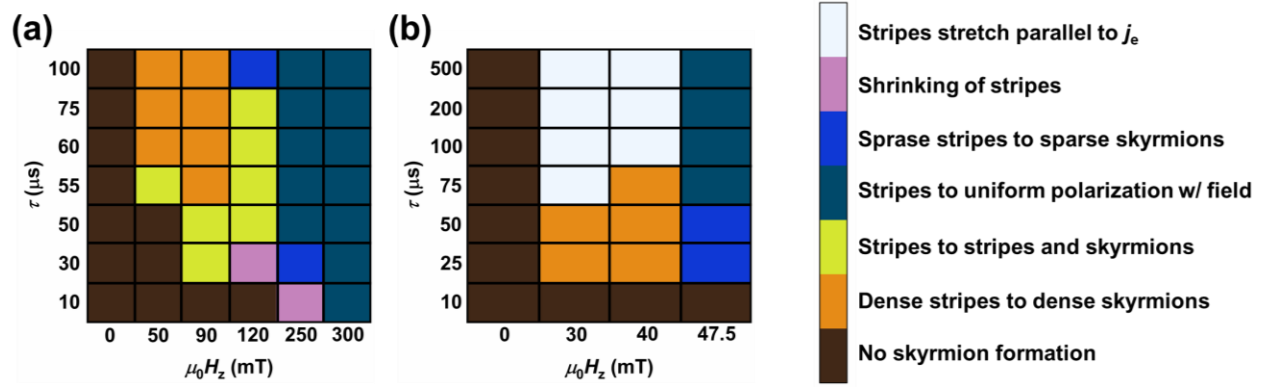 (a)
100
75
60
55
50
30
10
τ (μs)
0 50 90 120 250 300
μ0Hz (mT)
(b)
500
200
100
75
50
25
10
τ (μs)
0 30 40 47.5
μ0Hz (mT)
Stripes stretch parallel to je
Shrinking of stripes
Sprase stripes to sparse skyrmions
Stripes to uniform polarization w/ field
Stripes to stripes and skyrmions
Dense stripes to dense skyrmions
No skyrmion formation